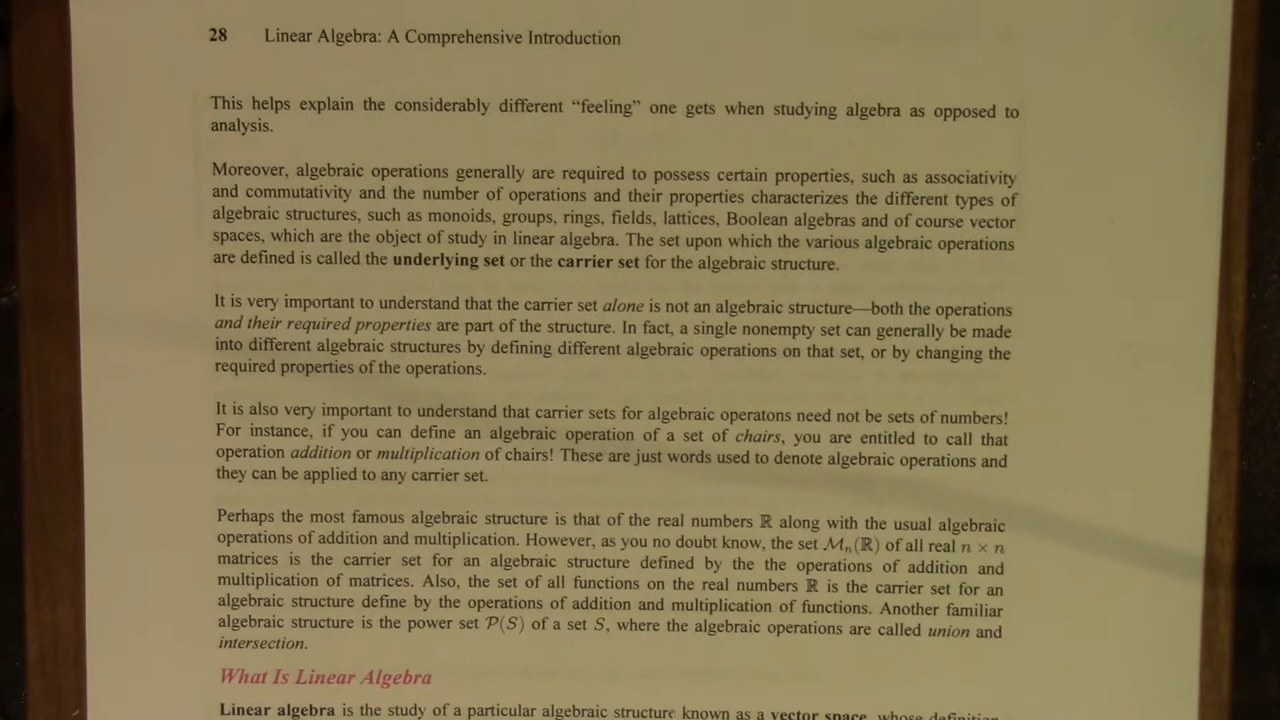 28 Linear Algebra: A Comprehensive Introduction
This helps explain the considerably different “feeling” one gets when studying algebra as opposed to
analysis.
Moreover, algebraic operations generally are required to possess certain properties, such as associativity
and commutativity and the number of operations and their properties characterizes the different types of
algebraic structures, such as monoids, groups, rings, fields, lattices, Boolean algebras and of course vector
spaces, which are the object of study in linear algebra. The set upon which the various algebraic operations
are defined is called the underlying set or the carrier set for the algebraic structure.
It is very important to understand that the carrier set alone is not an algebraic structure—both the operations
and their required properties are part of the structure. In fact, a single nonempty set can generally be made
into different algebraic structures by defining different algebraic operations on that set, or by changing the
required properties of the operations.
It is also very important to understand that carrier sets for algebraic operatons need not be sets of numbers!
For instance, if you can define an algebraic operation of a set of chairs, you are entitled to call that
operation addition or multiplication of chairs! These are just words used to denote algebraic operations and
they can be applied to any carrier set.
Perhaps the most famous algebraic structure is that of the real numbers ℝ along with the usual algebraic
operations of addition and multiplication. However, as you no doubt know, the set ℳₙ(ℝ) of all real n × n
matrices is the carrier set for an algebraic structure defined by the the operations of addition and
multiplication of matrices. Also, the set of all functions on the real numbers ℝ is the carrier set for an
algebraic structure define by the operations of addition and multiplication of functions. Another familiar
algebraic structure is the power set 𝒫(S) of a set S, where the algebraic operations are called union and
intersection.
What Is Linear Algebra
Linear algebra is the study of a particular algebraic structure known as a vector space, whose definition